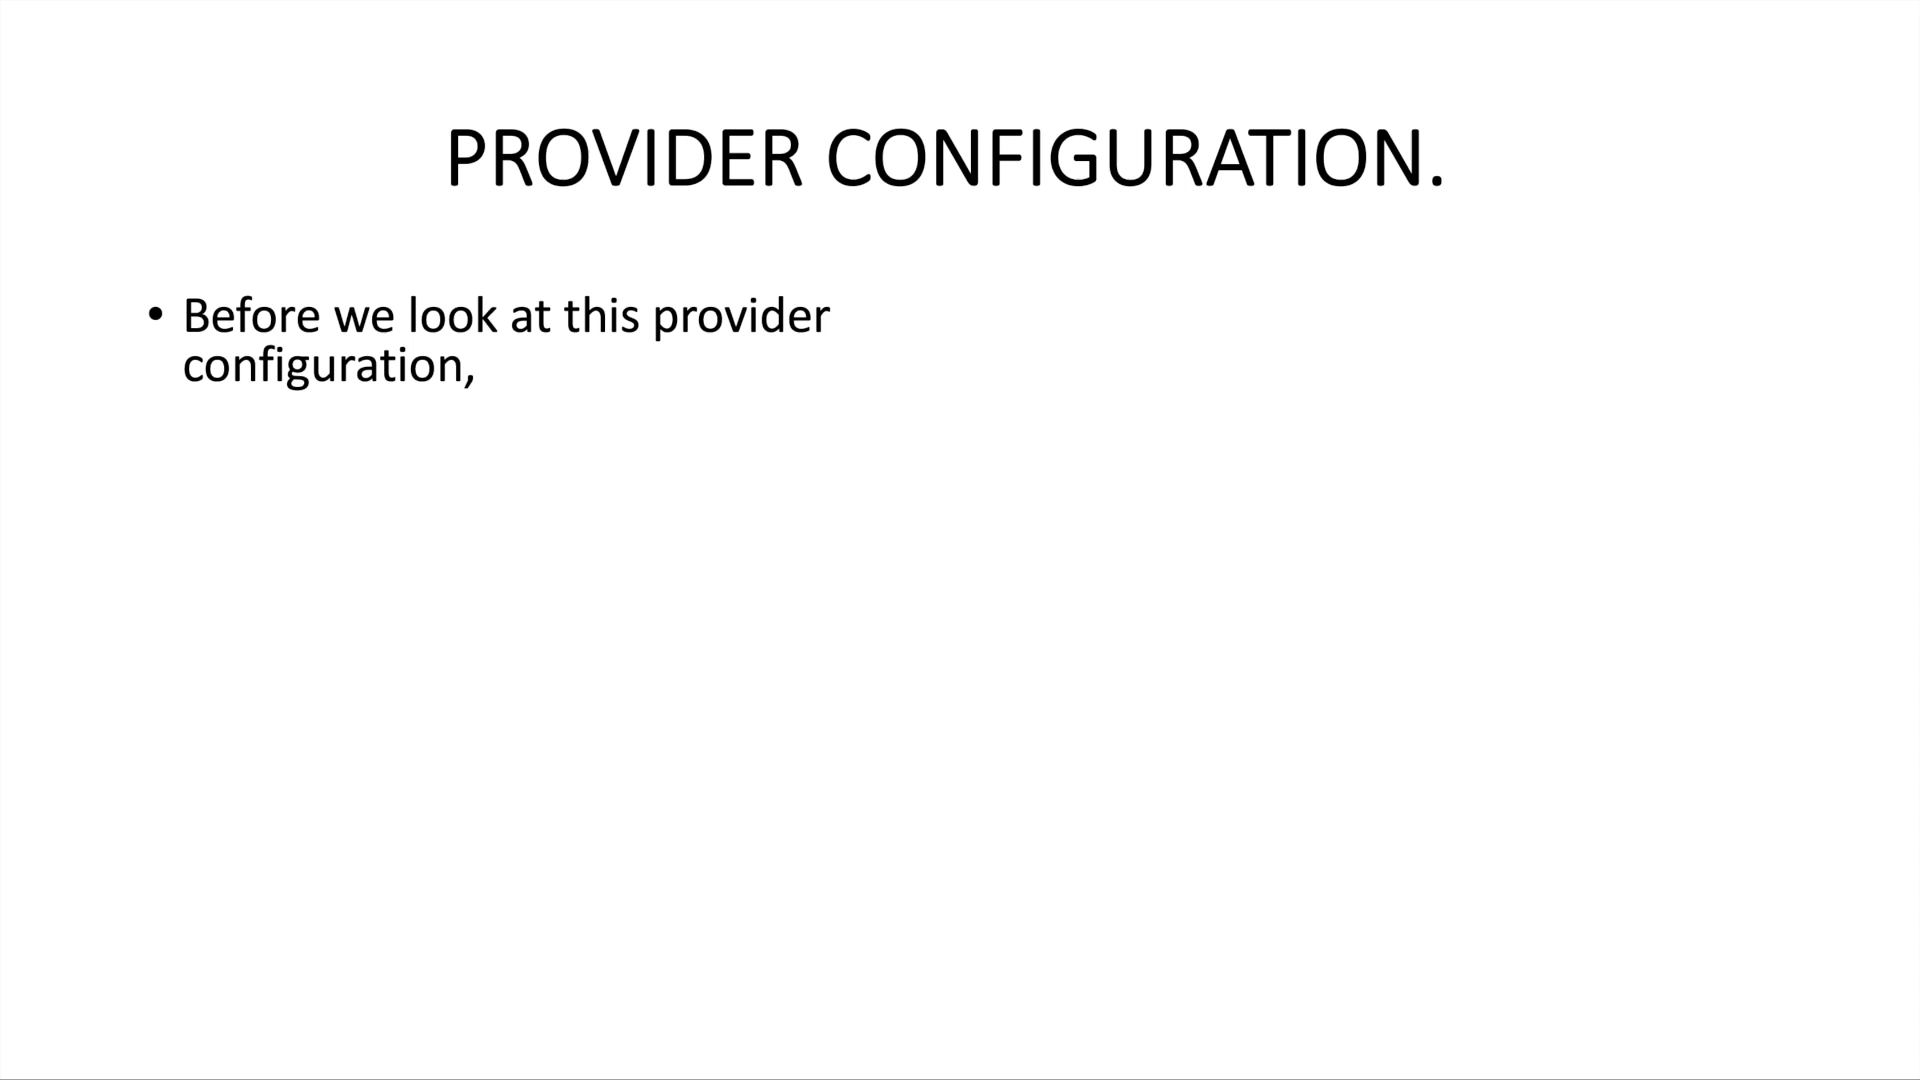 PROVIDER CONFIGURATION.
• Before we look at this provider
configuration,